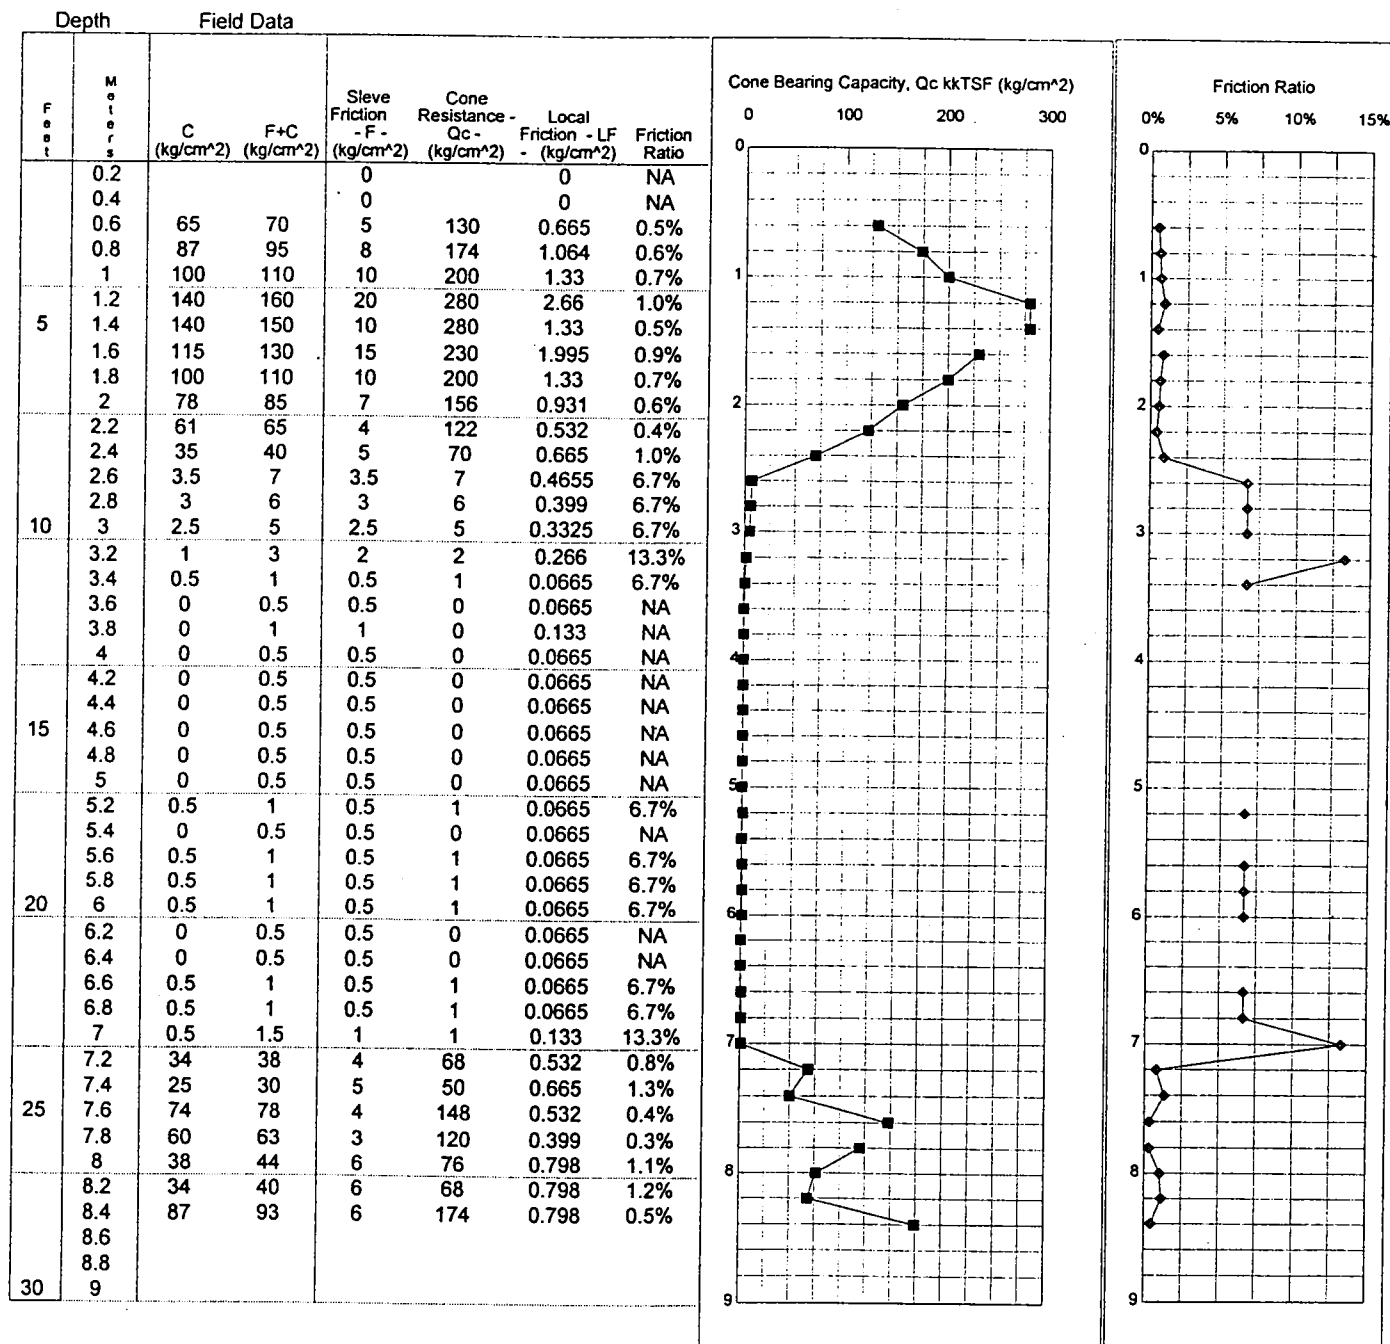 Depth Field Data
Feet Meters C (kg/cm^2) F+C (kg/cm^2) Sleve Friction - F - (kg/cm^2) Cone Resistance - Qc - (kg/cm^2) Local Friction - LF - (kg/cm^2) Friction Ratio
0.2 0 0 NA
0.4 0 0 NA
0.6 65 70 5 130 0.665 0.5%
0.8 87 95 8 174 1.064 0.6%
1 100 110 10 200 1.33 0.7%
1.2 140 160 20 280 2.66 1.0%
5 1.4 140 150 10 280 1.33 0.5%
1.6 115 130 15 230 1.995 0.9%
1.8 100 110 10 200 1.33 0.7%
2 78 85 7 156 0.931 0.6%
2.2 61 65 4 122 0.532 0.4%
2.4 35 40 5 70 0.665 1.0%
2.6 3.5 7 3.5 7 0.4655 6.7%
2.8 3 6 3 6 0.399 6.7%
10 3 2.5 5 2.5 5 0.3325 6.7%
3.2 1 3 2 2 0.266 13.3%
3.4 0.5 1 0.5 1 0.0665 6.7%
3.6 0 0.5 0.5 0 0.0665 NA
3.8 0 1 1 0 0.133 NA
4 0 0.5 0.5 0 0.0665 NA
4.2 0 0.5 0.5 0 0.0665 NA
4.4 0 0.5 0.5 0 0.0665 NA
15 4.6 0 0.5 0.5 0 0.0665 NA
4.8 0 0.5 0.5 0 0.0665 NA
5 0 0.5 0.5 0 0.0665 NA
5.2 0.5 1 0.5 1 0.0665 6.7%
5.4 0 0.5 0.5 0 0.0665 NA
5.6 0.5 1 0.5 1 0.0665 6.7%
5.8 0.5 1 0.5 1 0.0665 6.7%
20 6 0.5 1 0.5 1 0.0665 6.7%
6.2 0 0.5 0.5 0 0.0665 NA
6.4 0 0.5 0.5 0 0.0665 NA
6.6 0.5 1 0.5 1 0.0665 6.7%
6.8 0.5 1 0.5 1 0.0665 6.7%
7 0.5 1.5 1 1 0.133 13.3%
7.2 34 38 4 68 0.532 0.8%
7.4 25 30 5 50 0.665 1.3%
25 7.6 74 78 4 148 0.532 0.4%
7.8 60 63 3 120 0.399 0.3%
8 38 44 6 76 0.798 1.1%
8.2 34 40 6 68 0.798 1.2%
8.4 87 93 6 174 0.798 0.5%
8.6
8.8
30 9
Cone Bearing Capacity, Qc kkTSF (kg/cm^2)
0 100 200 300
0
1
2
3
4
5
6
7
8
9
Friction Ratio
0% 5% 10% 15%
0
1
2
3
4
5
6
7
8
9